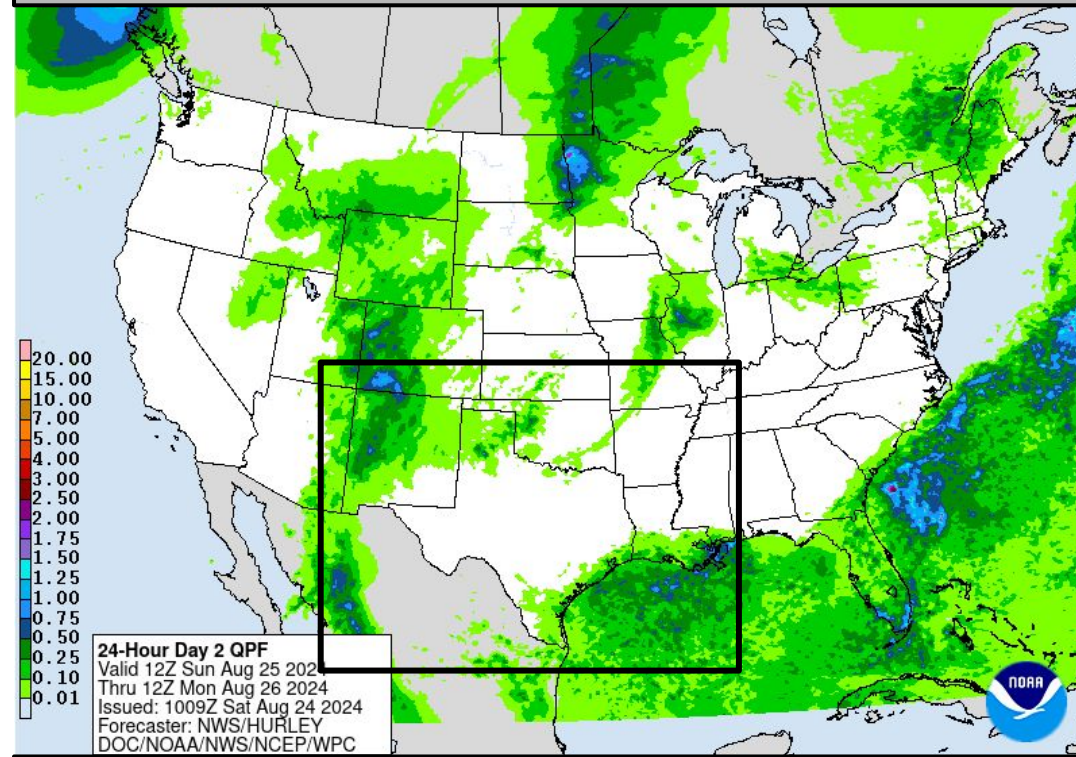 20.00
15.00
10.00
7.00
5.00
4.00
3.00
2.50
2.00
1.75
1.50
1.25
1.00
0.75
0.50
0.25
0.10
0.01
24-Hour Day 2 QPF
Valid 12Z Sun Aug 25 2024
Thru 12Z Mon Aug 26 2024
Issued: 1009Z Sat Aug 24 2024
Forecaster: NWS/HURLEY
DOC/NOAA/NWS/NCEP/WPC
NOAA